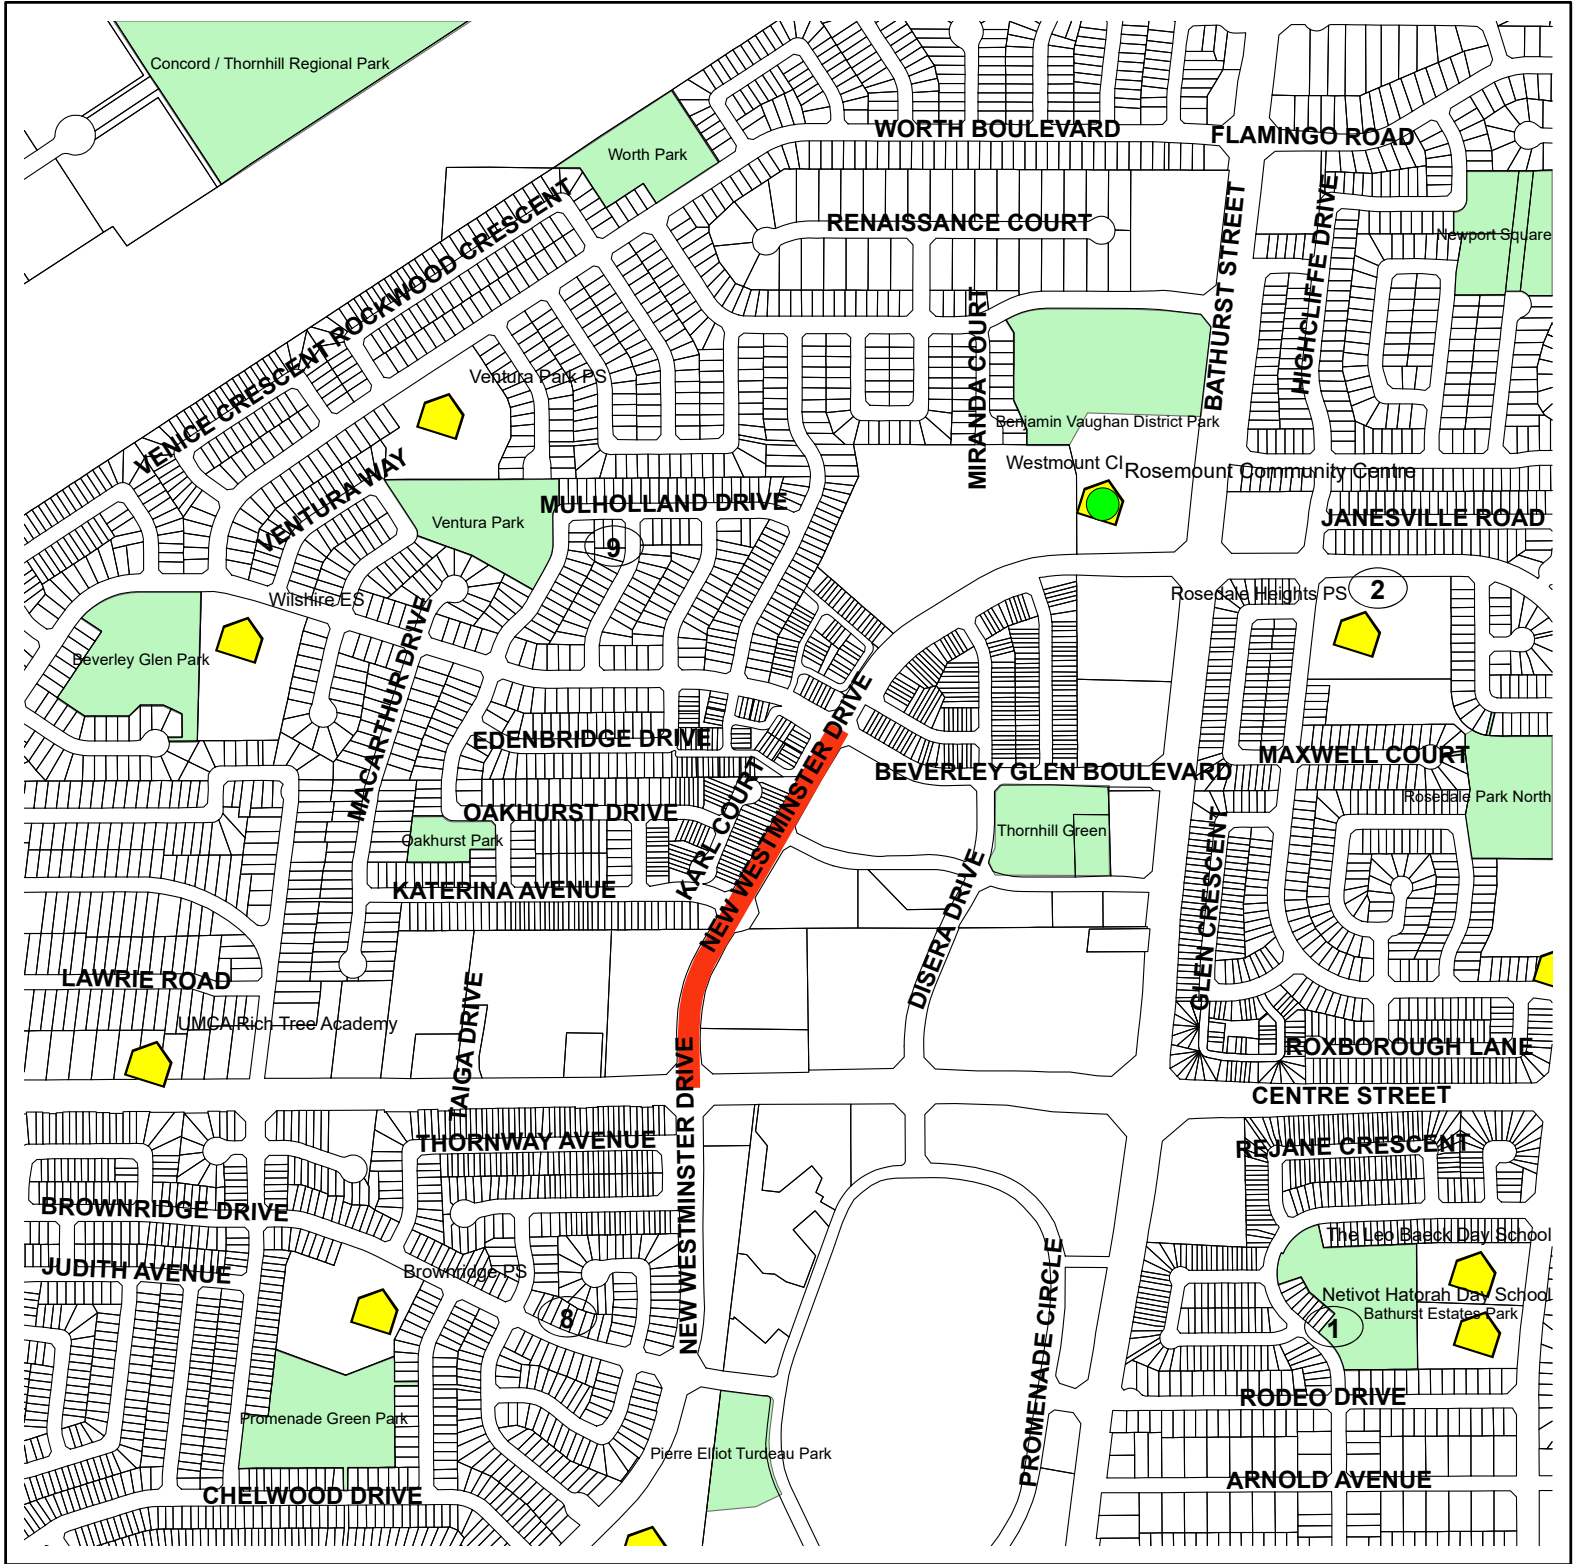 Concord / Thornhill Regional Park
WORTH BOULEVARD
FLAMINGO ROAD
Worth Park
ROCKWOOD CRESCENT
RENAISSANCE COURT
BATHURST STREET
HIGHCLIFFE DRIVE
Newport Square
MIRANDA COURT
VENICE CRESCENT
Ventura Park PS
Benjamin Vaughan District Park
VENTURA WAY
Westmount CI
Rosemount Community Centre
MULHOLLAND DRIVE
Ventura Park
JANESVILLE ROAD
9
2
Wilshire ES
Rosedale Heights PS
Beverley Glen Park
MACARTHUR DRIVE
EDENBRIDGE DRIVE
NEW WESTMINSTER DRIVE
MAXWELL COURT
BEVERLEY GLEN BOULEVARD
Rosedale Park North
OAKHURST DRIVE
KARL COURT
Thornhill Green
Oakhurst Park
KATERINA AVENUE
DISERA DRIVE
GLEN CRESCENT
LAWRIE ROAD
UMCA Rich Tree Academy
TAIGA DRIVE
ROXBOROUGH LANE
CENTRE STREET
THORNWAY AVENUE
REJANE CRESCENT
NEW WESTMINSTER DRIVE
BROWNRIDGE DRIVE
The Leo Baeck Day School
JUDITH AVENUE
Brownridge PS
PROMENADE CIRCLE
Netivot Hatorah Day School
Bathurst Estates Park
8
1
RODEO DRIVE
Promenade Green Park
Pierre Elliot Turdeau Park
ARNOLD AVENUE
CHELWOOD DRIVE